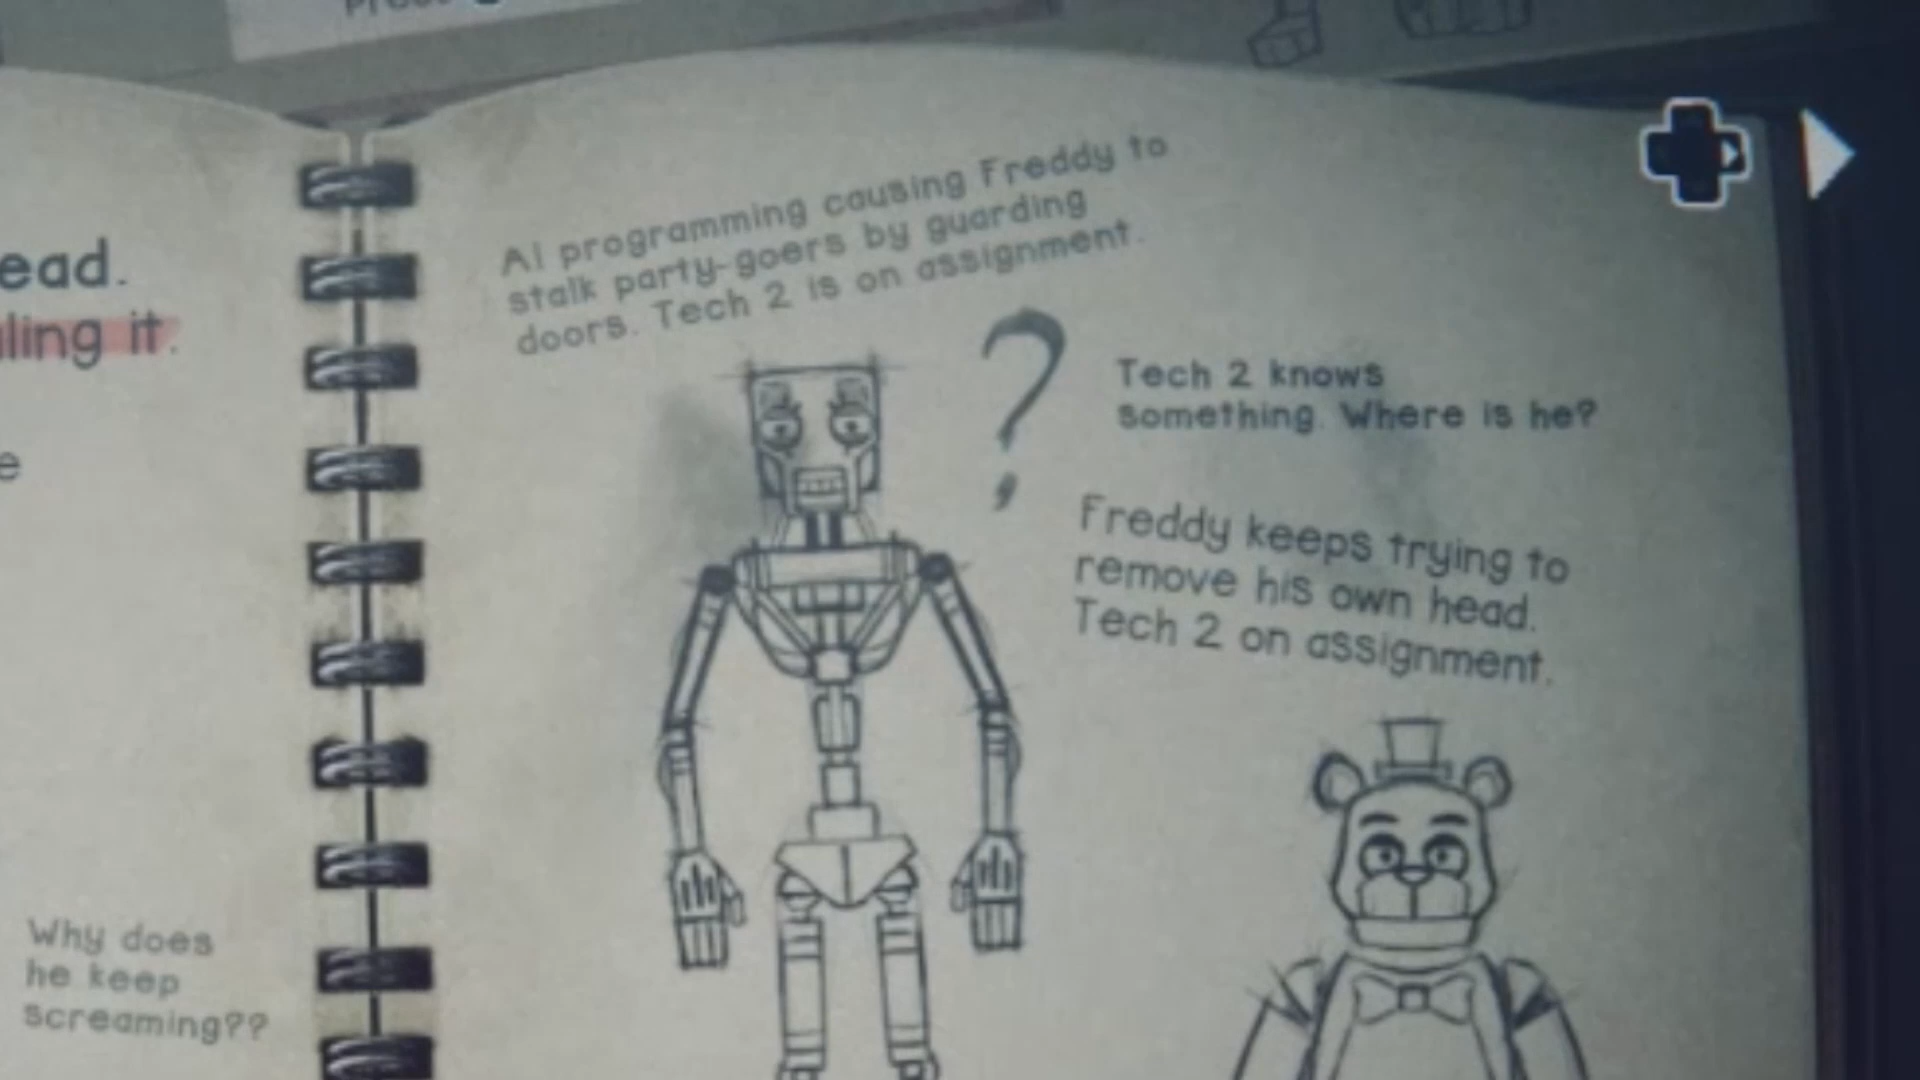 ead.
ling it.
e
Why does
he keep
screaming??
AI programming causing Freddy to
stalk party-goers by guarding
doors. Tech 2 is on assignment.
?
Tech 2 knows
something. Where is he?
Freddy keeps trying to
remove his own head.
Tech 2 on assignment.